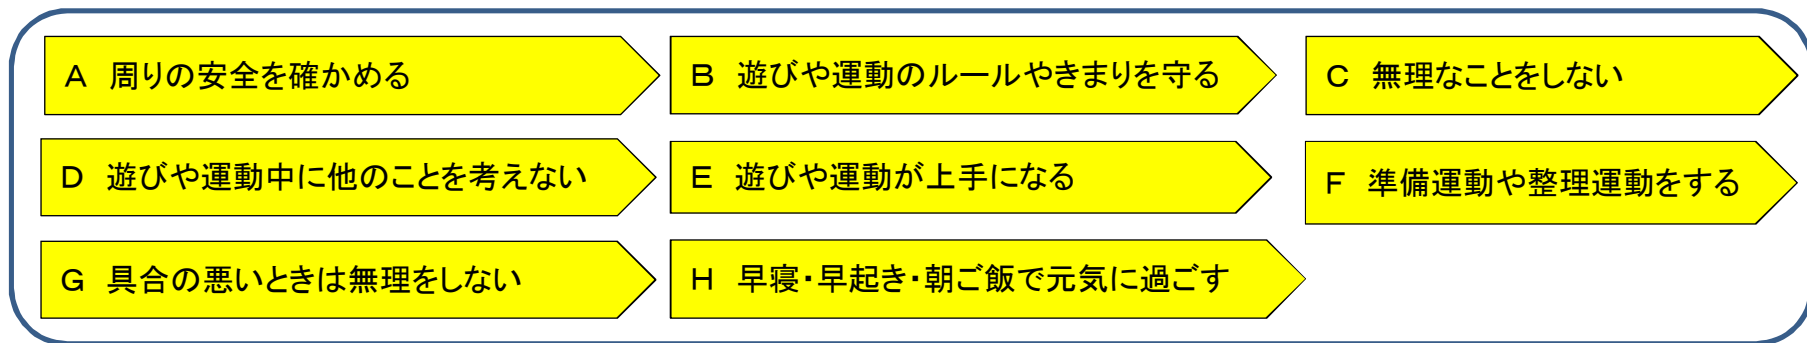 A 周りの安全を確かめる
B 遊びや運動のルールやきまりを守る
C 無理なことをしない
D 遊びや運動中に他のことを考えない
E 遊びや運動が上手になる
F 準備運動や整理運動をする
G 具合の悪いときは無理をしない
H 早寝・早起き・朝ご飯で元気に過ごす